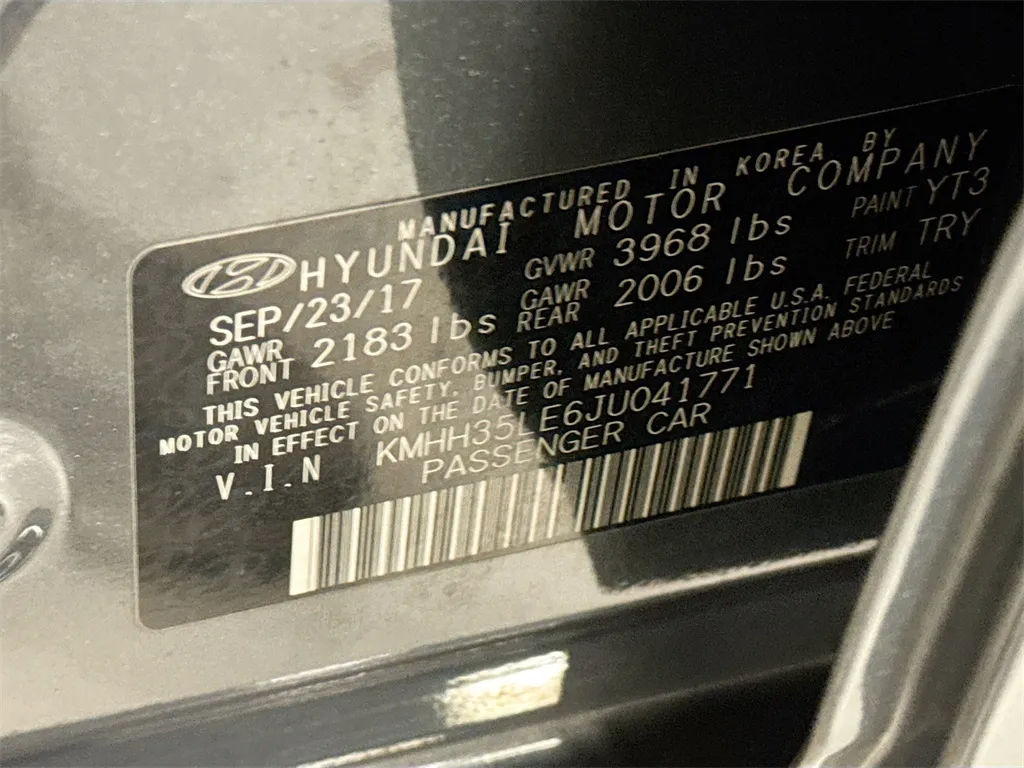 MANUFACTURED IN KOREA BY
HYUNDAI MOTOR COMPANY
SEP/23/17 GVWR 3968 lbs PAINT YT3
GAWR FRONT 2183 lbs GAWR REAR 2006 lbs TRIM TRY
THIS VEHICLE CONFORMS TO ALL APPLICABLE U.S.A. FEDERAL
MOTOR VEHICLE SAFETY, BUMPER, AND THEFT PREVENTION STANDARDS
IN EFFECT ON THE DATE OF MANUFACTURE SHOWN ABOVE
V.I.N KMHH35LE6JU041771
PASSENGER CAR